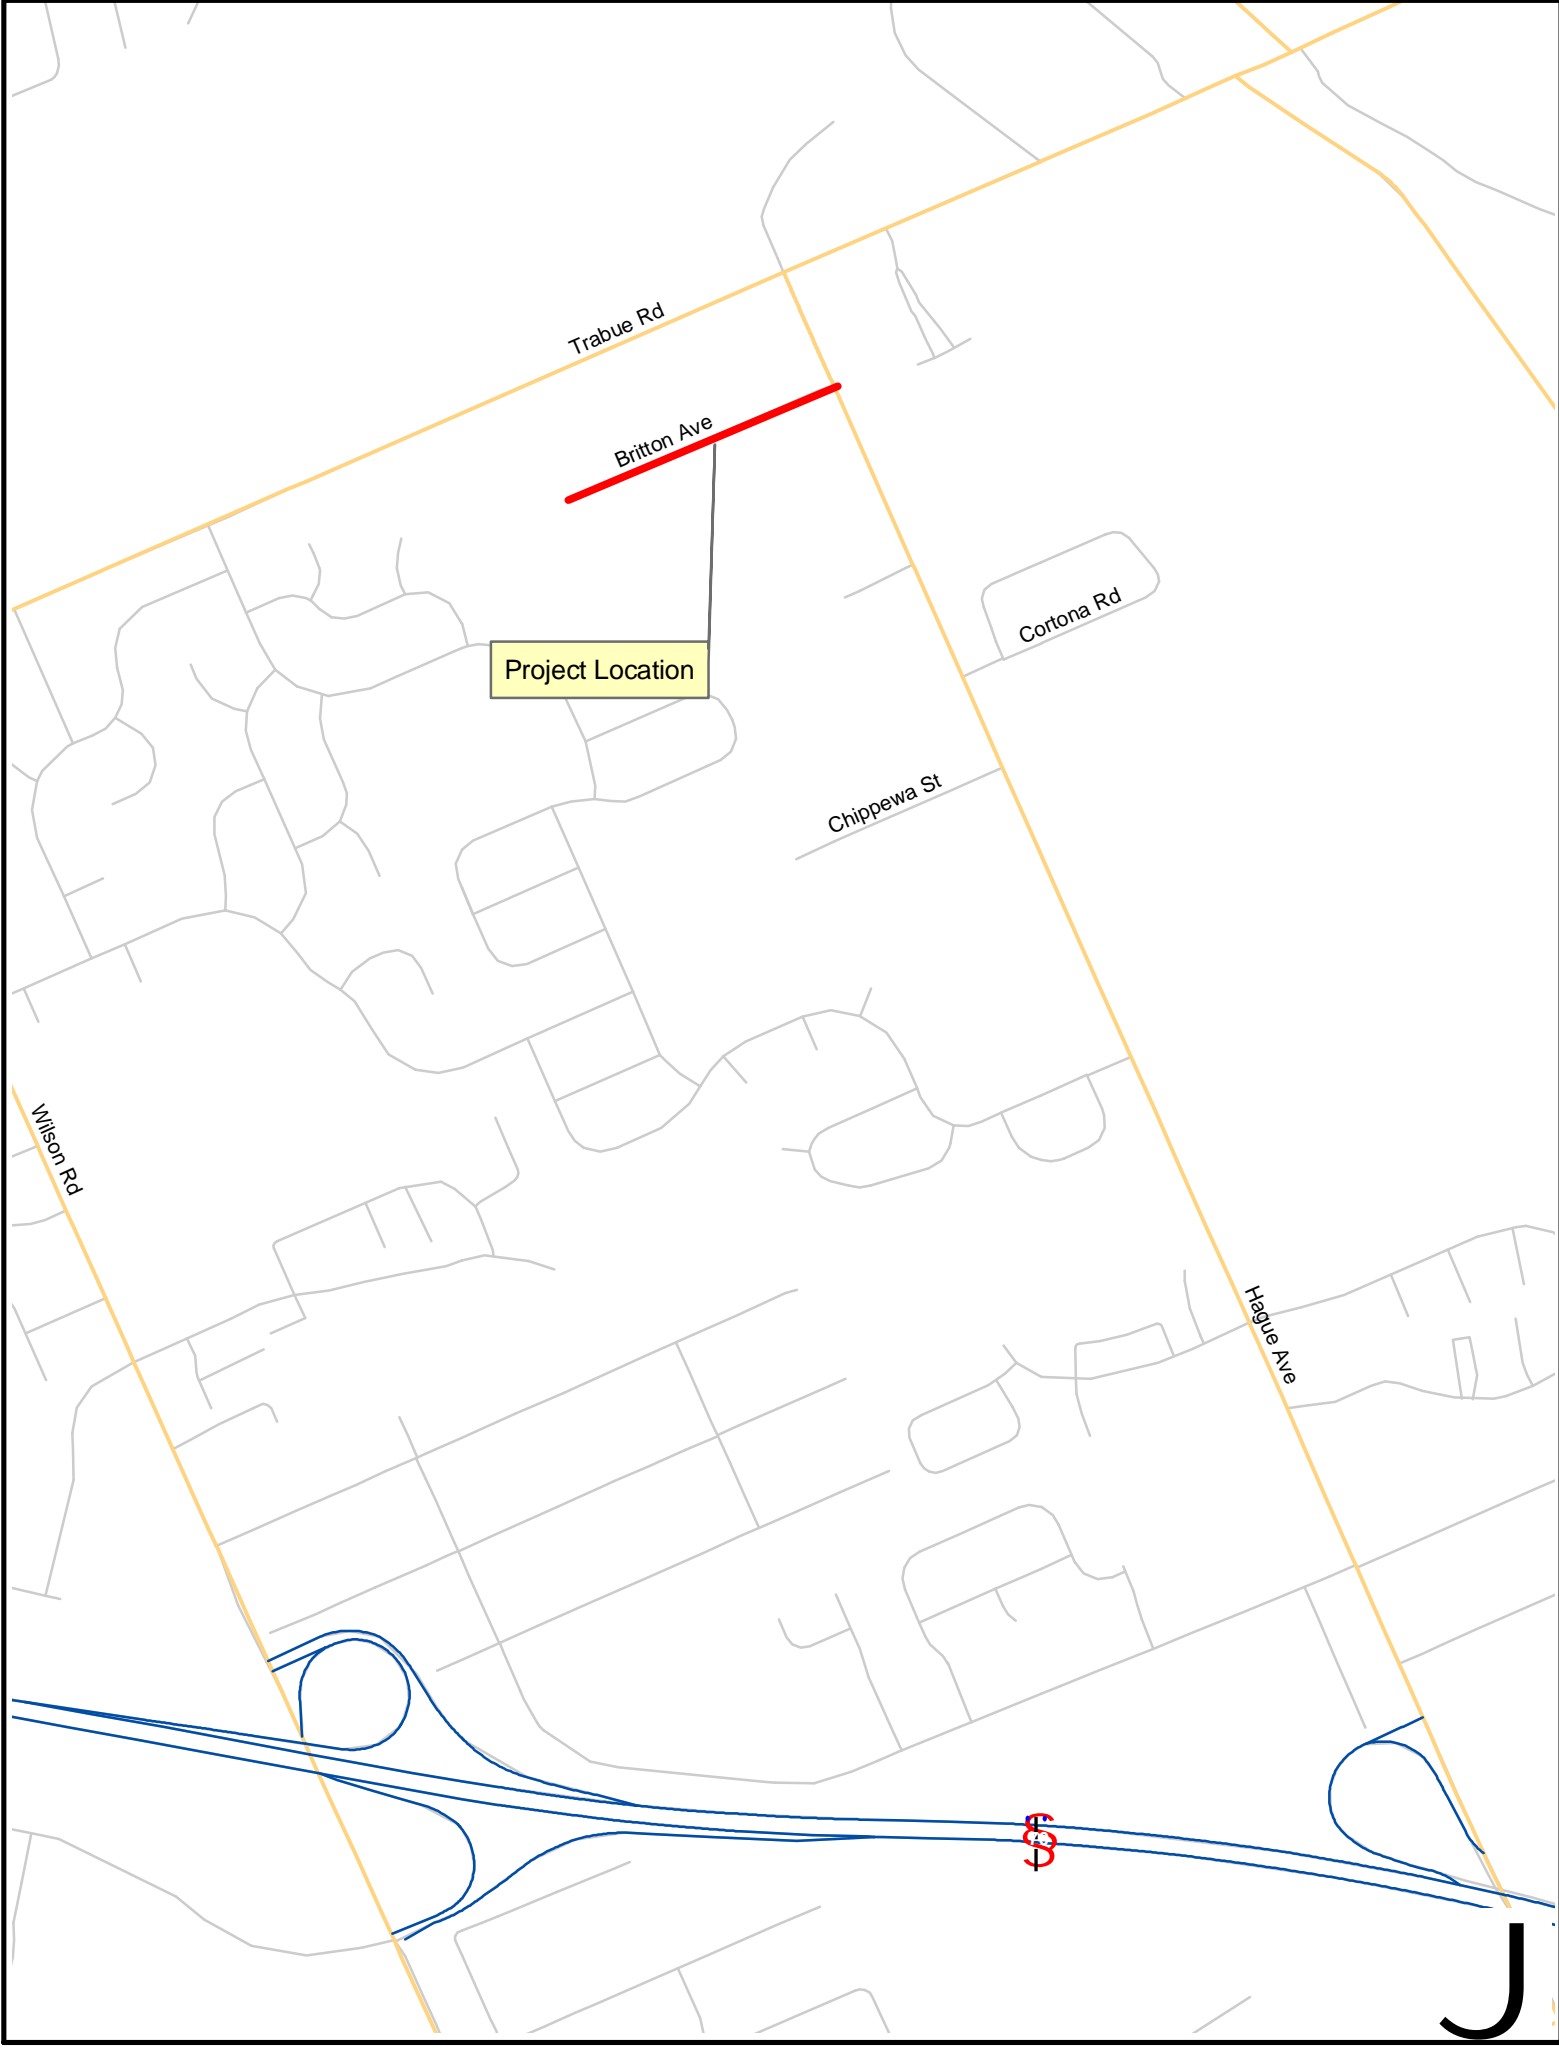 Trabue Rd
Britton Ave
Cortona Rd
Project Location
Chippewa St
Wilson Rd
Hague Ave
J